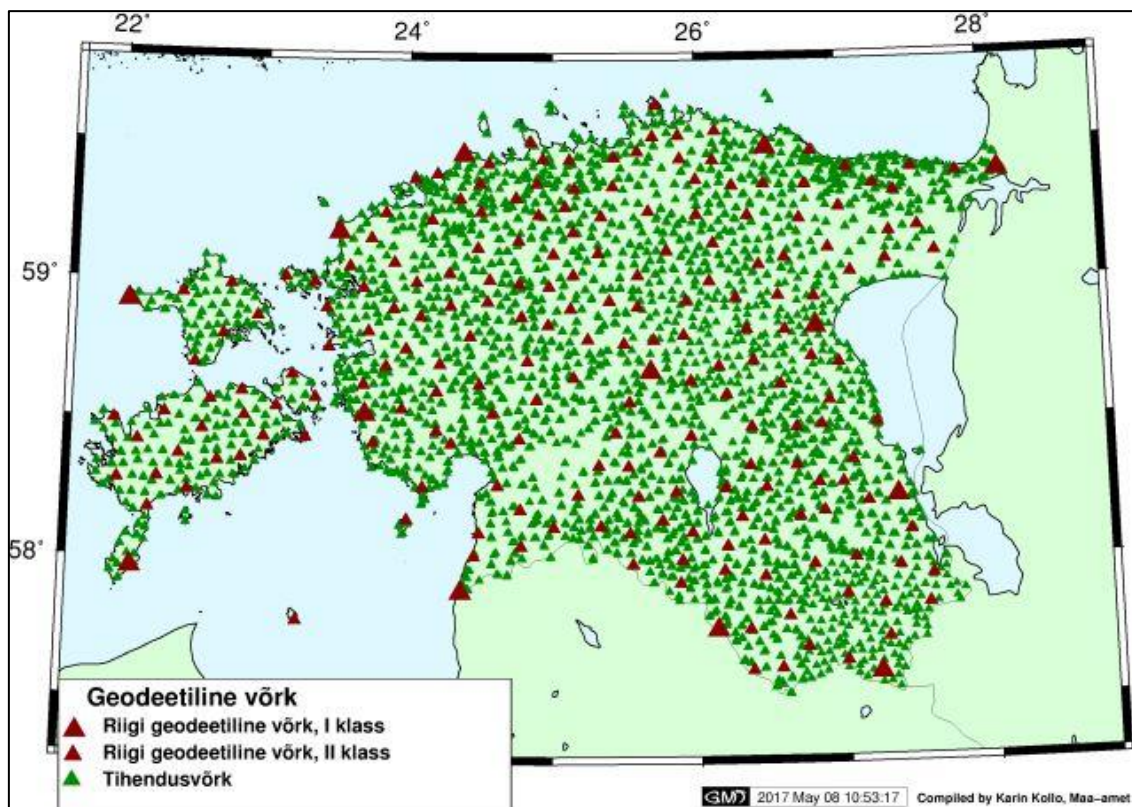 22˚ 24˚ 26˚ 28˚
59˚
58˚
Geodeetiline võrk
Riigi geodeetiline võrk, I klass
Riigi geodeetiline võrk, II klass
Tihendusvõrk
GMD 2017 May 08 10:53:17 Compiled by Karin Kollo, Maa−amet